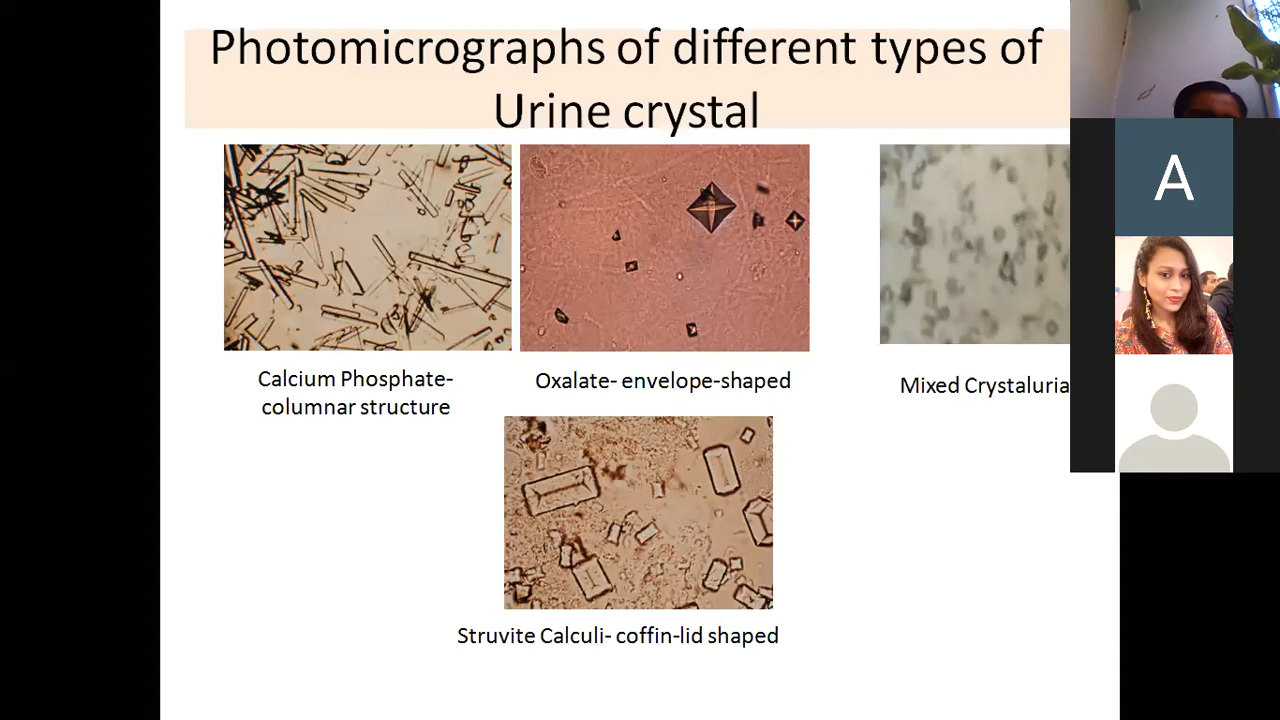 Photomicrographs of different types of
Urine crystal
Calcium Phosphate-
columnar structure
Oxalate- envelope-shaped
Mixed Crystaluria
Struvite Calculi- coffin-lid shaped
A